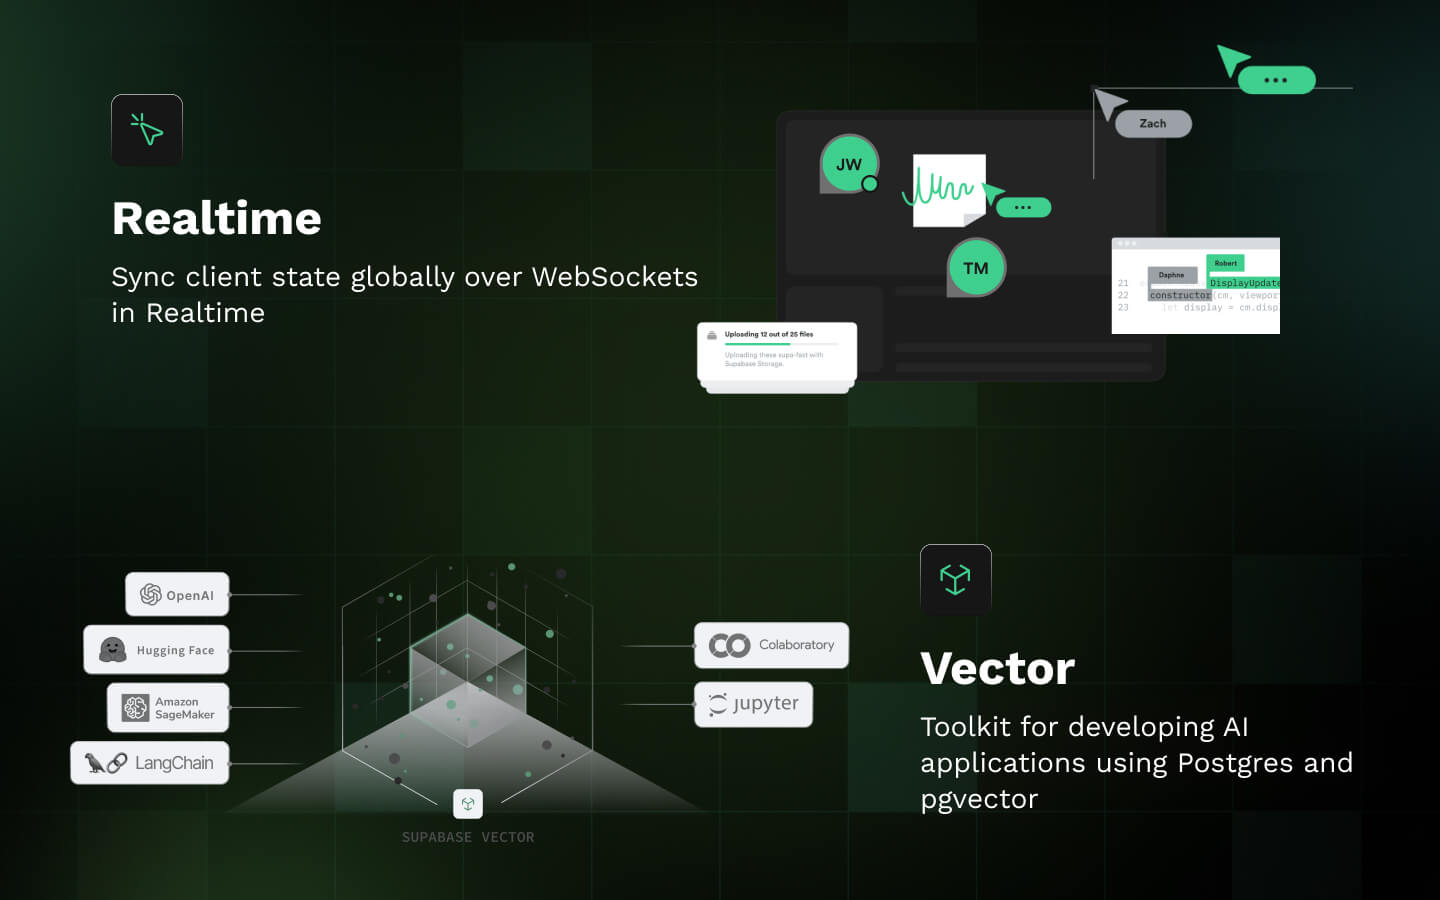 Realtime
Sync client state globally over WebSockets
in Realtime
Zach
JW
TM
Uploading 12 out of 25 files
Uploading these supa-fast with
Supabase Storage.
Robert
Daphne
21 DisplayUpdate
22 constructor(cm, viewpor
23 let display = cm.disp
OpenAI
Hugging Face
Amazon
SageMaker
LangChain
SUPABASE VECTOR
Colaboratory
jupyter
Vector
Toolkit for developing AI
applications using Postgres and
pgvector